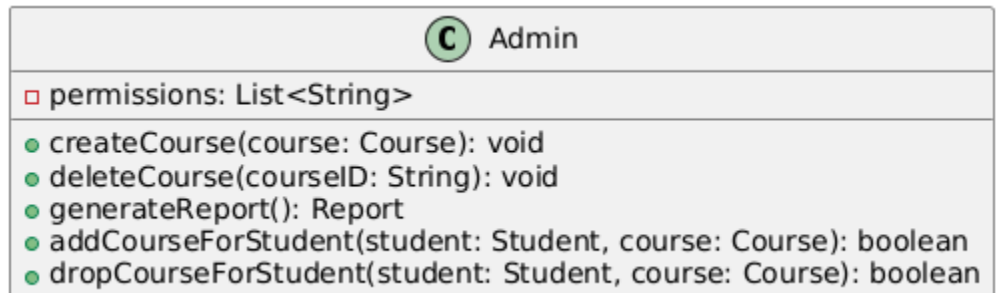 C Admin
permissions: List<String>
createCourse(course: Course): void
deleteCourse(courseID: String): void
generateReport(): Report
addCourseForStudent(student: Student, course: Course): boolean
dropCourseForStudent(student: Student, course: Course): boolean